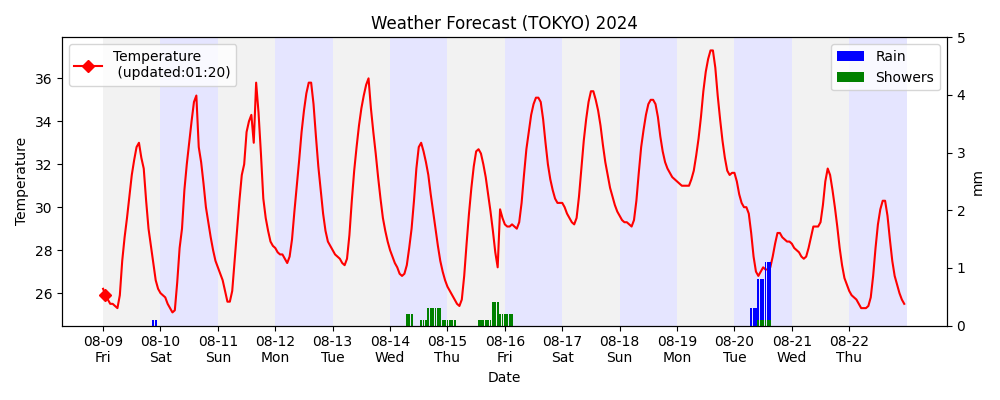 Weather Forecast (TOKYO) 2024
Temperature
(updated:01:20)
Rain
Showers
Temperature
36
34
32
30
28
26
5
4
3
2
1
0
mm
08-09 08-10 08-11 08-12 08-13 08-14 08-15 08-16 08-17 08-18 08-19 08-20 08-21 08-22
Fri Sat Sun Mon Tue Wed Thu Fri Sat Sun Mon Tue Wed Thu
Date